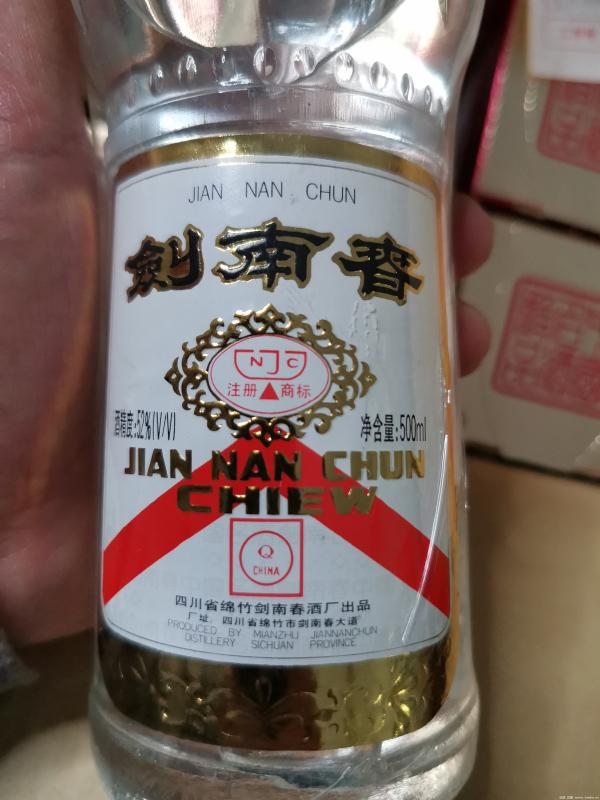 JIAN NAN CHUN
劍南春
NJC
注册▲商标
酒精度:52%(V/V)
净含量:500ml
JIAN NAN CHUN
CHIEW
Q
CHINA
四川省绵竹剑南春酒厂出品
厂址：四川省绵竹市剑南春大道
PRODUCED BY MIANZHU JIANNANCHUN
DISTILLERY SICHUAN PROVINCE